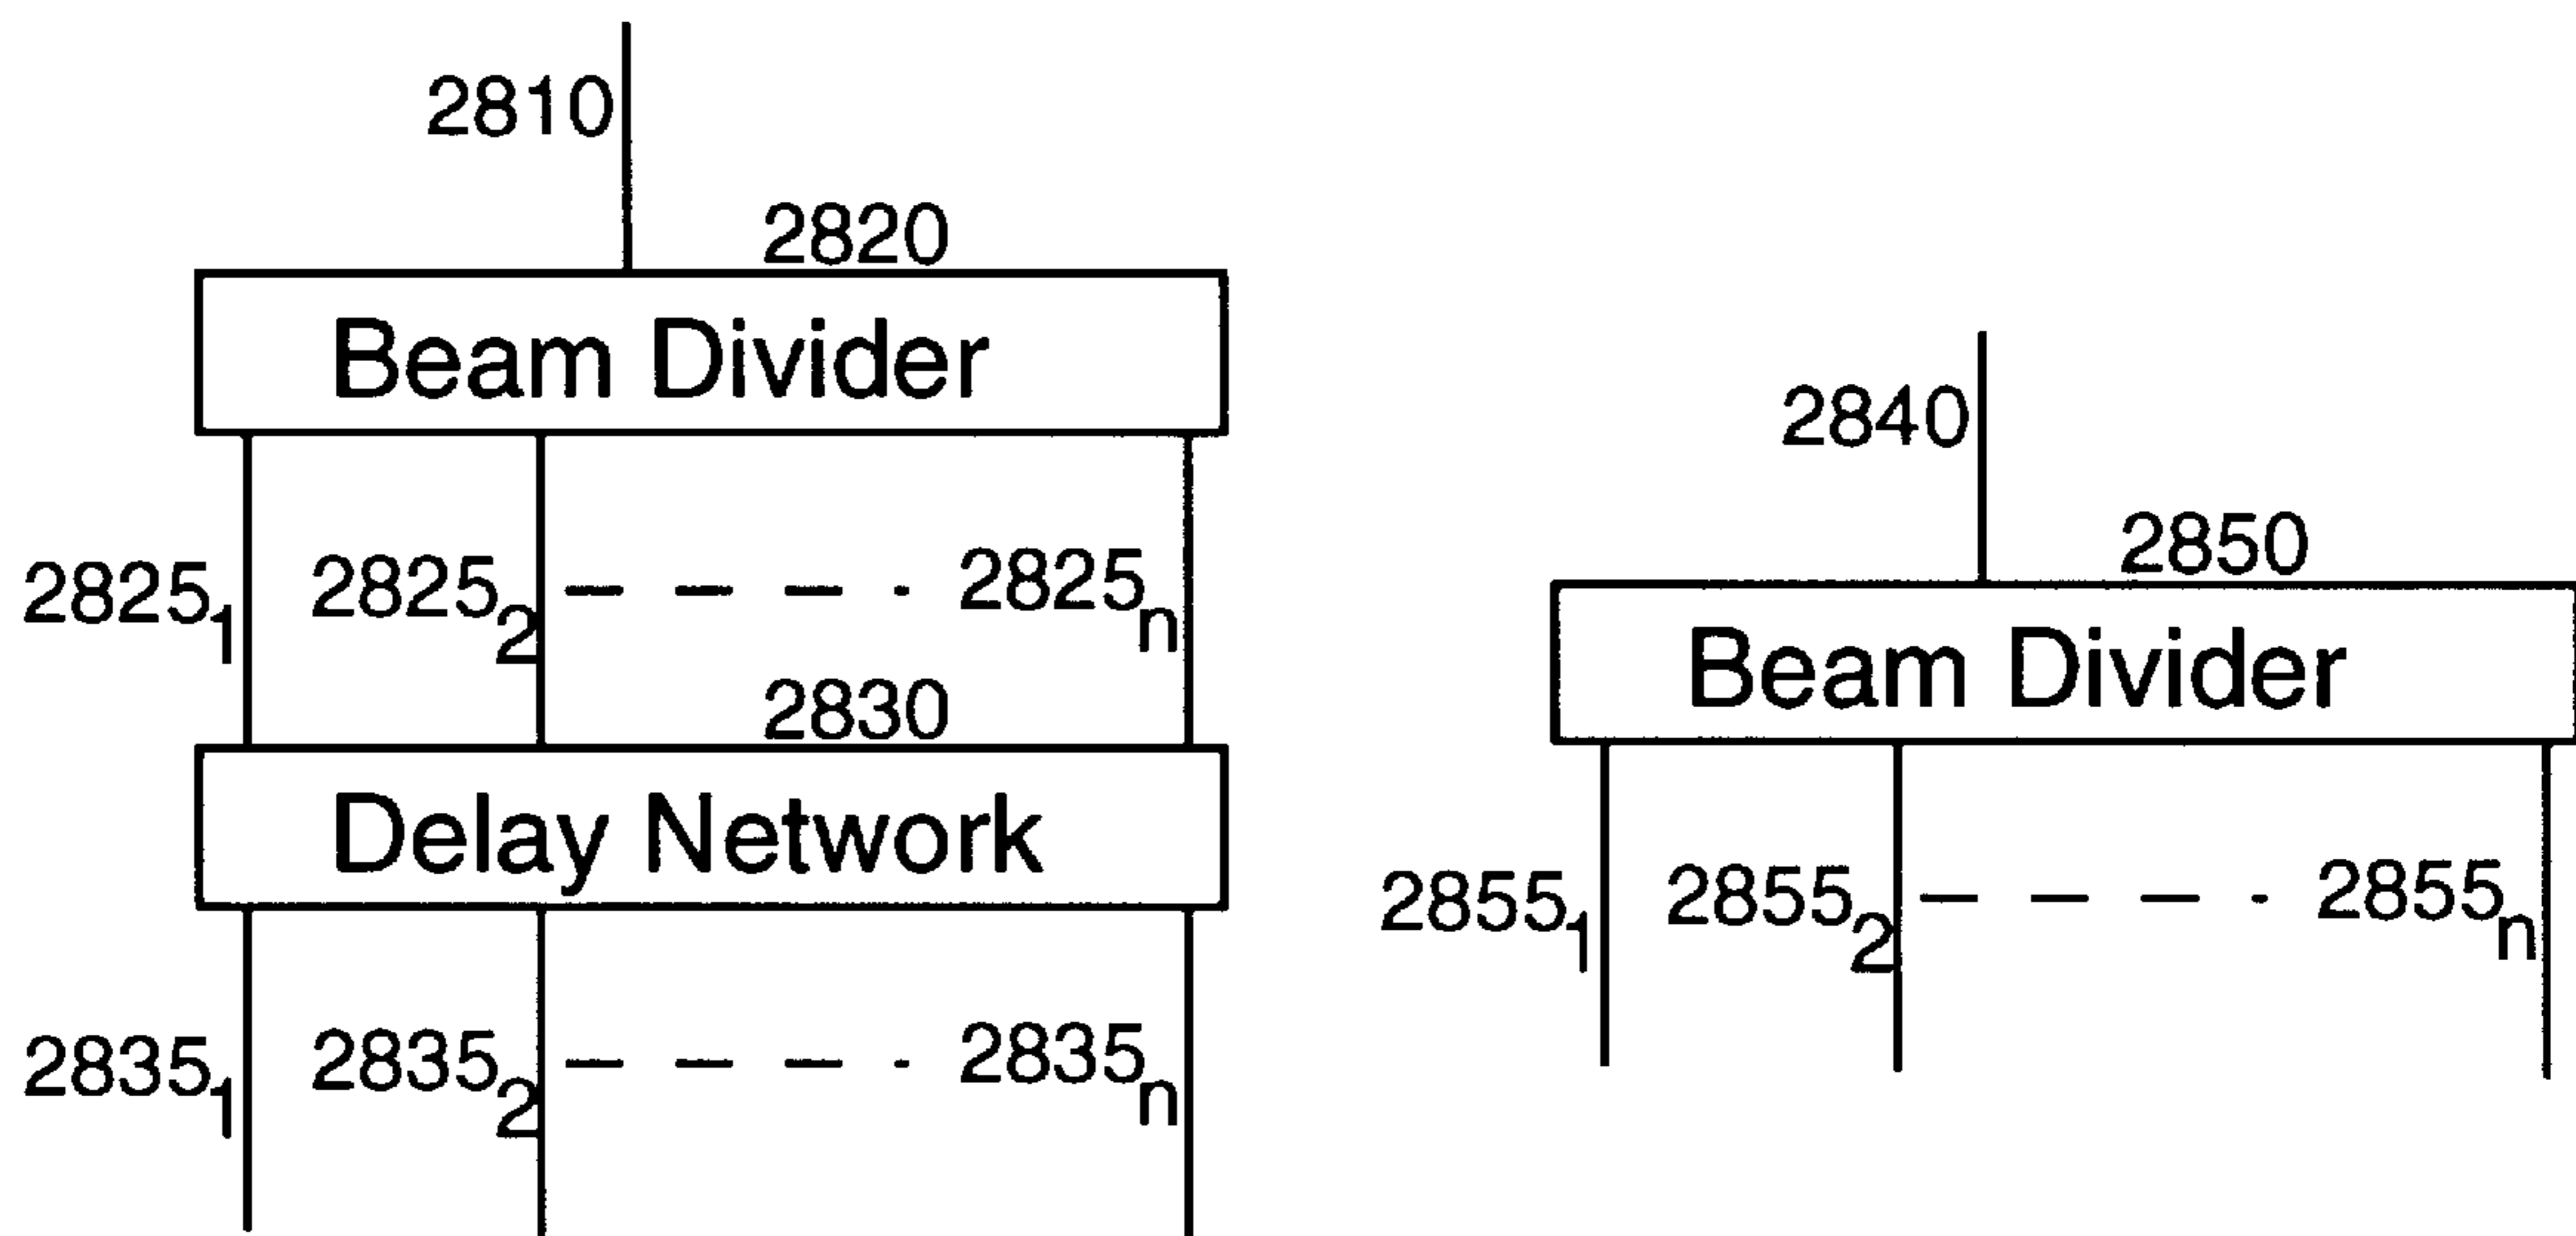 2810
2820
Beam Divider
2825₁ 2825₂ 2825ₙ
2830
Delay Network
2835₁ 2835₂ 2835ₙ
2840
2850
Beam Divider
2855₁ 2855₂ 2855ₙ